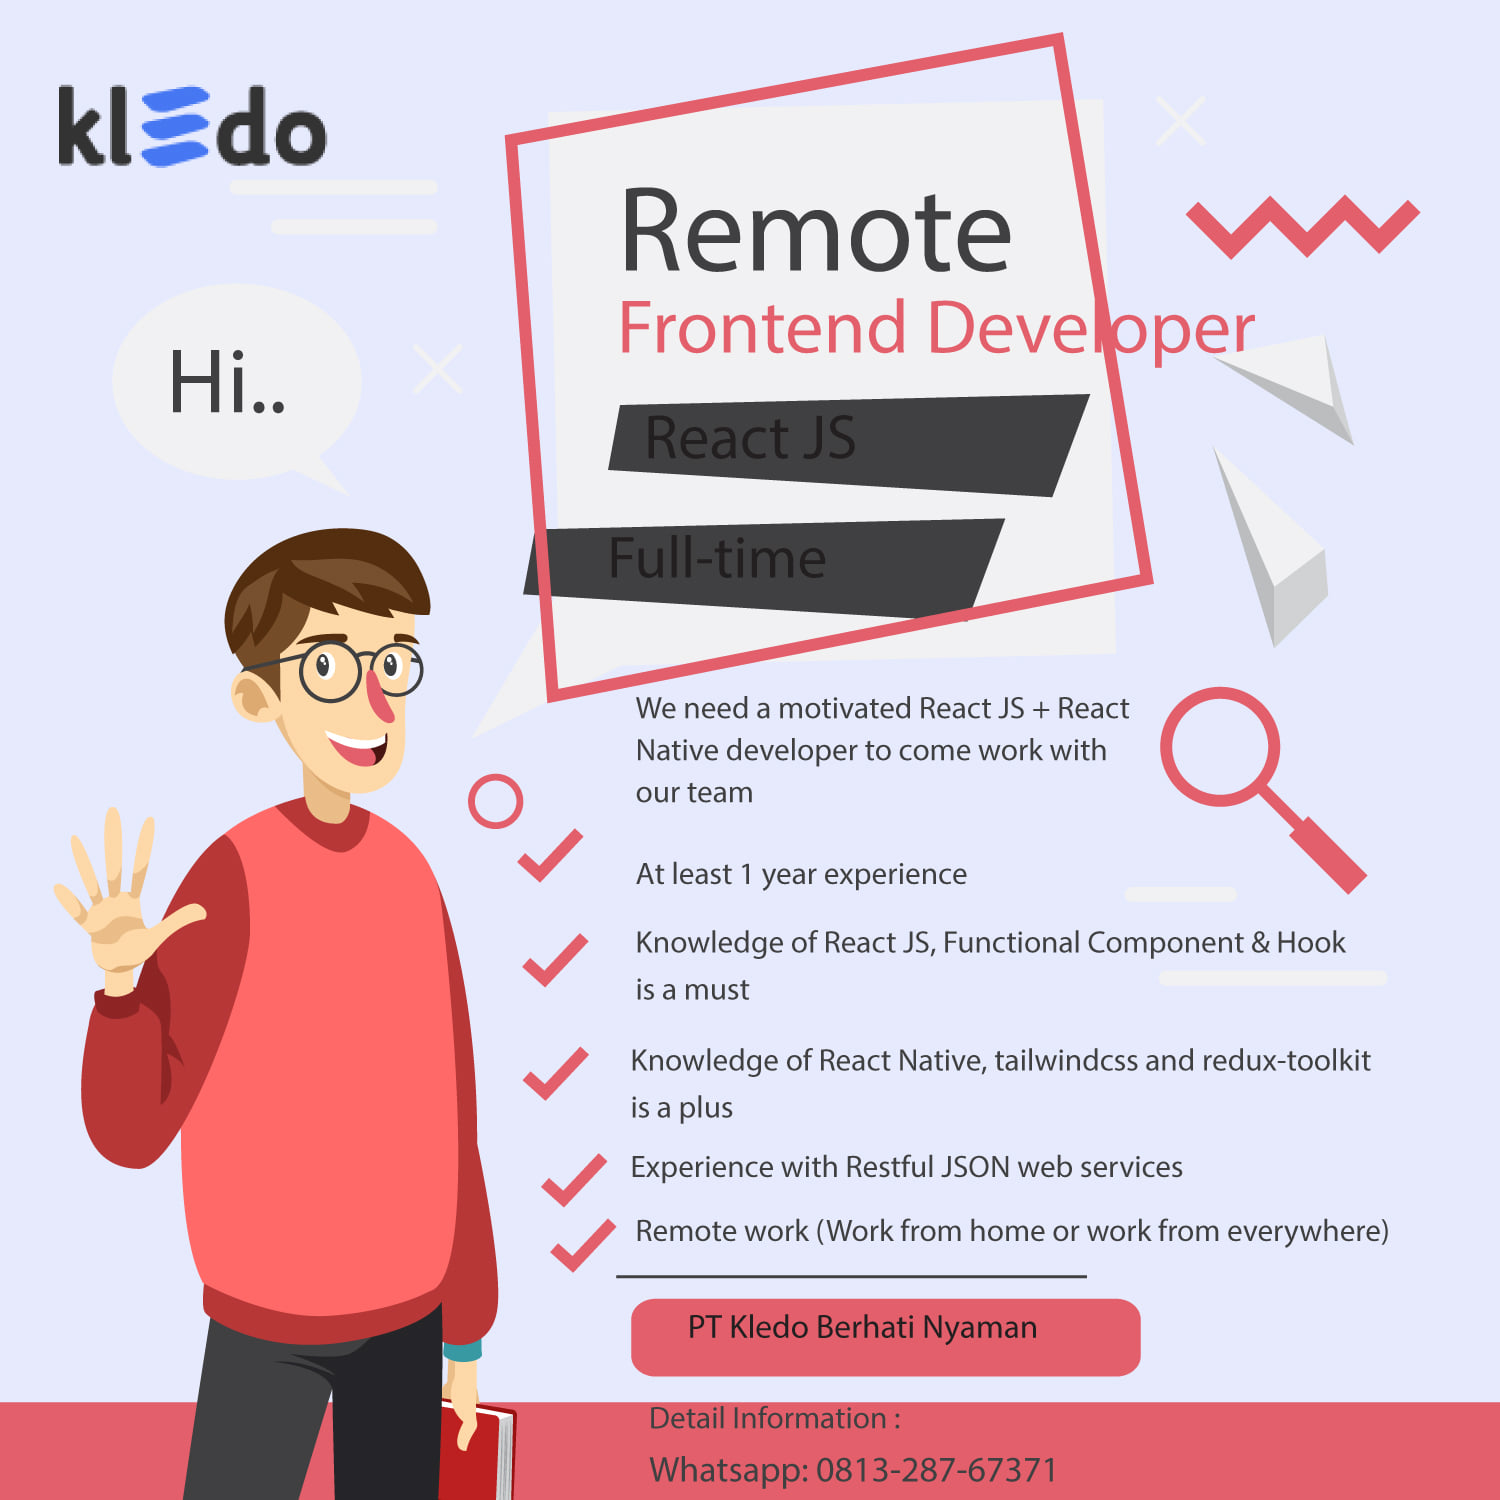 kledo
Remote
Frontend Developer
Hi..
React JS
Full-time
We need a motivated React JS + React
Native developer to come work with
our team
At least 1 year experience
Knowledge of React JS, Functional Component & Hook
is a must
Knowledge of React Native, tailwindcss and redux-toolkit
is a plus
Experience with Restful JSON web services
Remote work (Work from home or work from everywhere)
PT Kledo Berhati Nyaman
Detail Information :
Whatsapp: 0813-287-67371